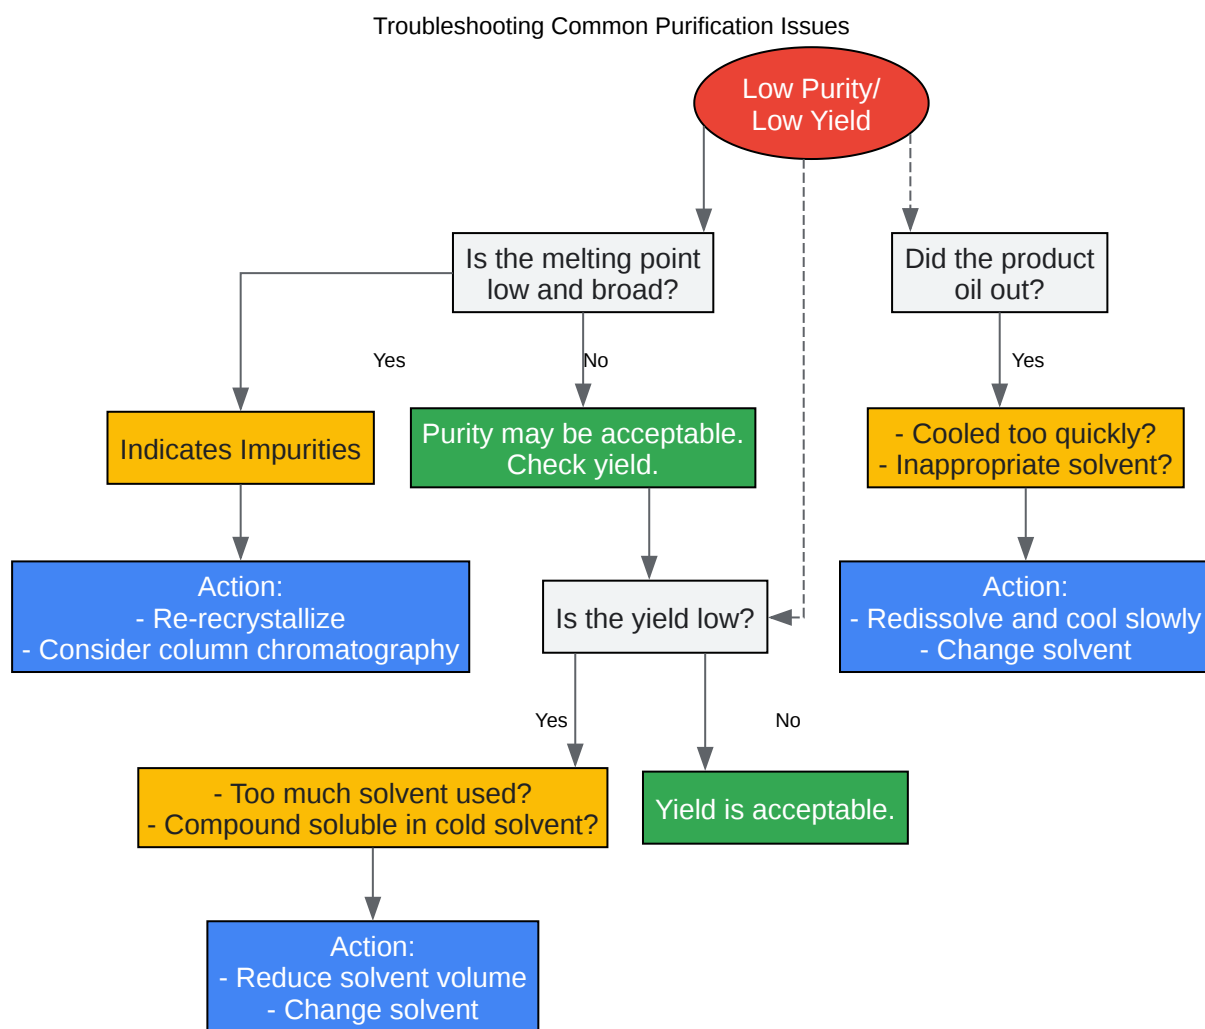 Troubleshooting Common Purification Issues
Low Purity/
Low Yield
Is the melting point
low and broad?
Did the product
oil out?
Yes
No
Yes
Indicates Impurities
Purity may be acceptable.
Check yield.
- Cooled too quickly?
- Inappropriate solvent?
Action:
- Re-recrystallize
- Consider column chromatography
Is the yield low?
Action:
- Redissolve and cool slowly
- Change solvent
Yes
No
- Too much solvent used?
- Compound soluble in cold solvent?
Yield is acceptable.
Action:
- Reduce solvent volume
- Change solvent